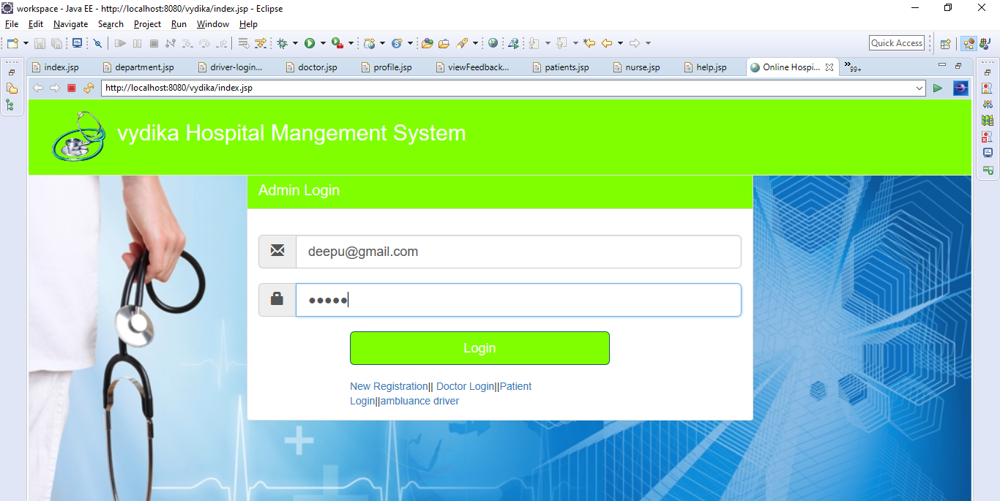 workspace - Java EE - http://localhost:8080/vydika/index.jsp - Eclipse
File Edit Navigate Search Project Run Window Help
Quick Access
index.jsp department.jsp driver-login... doctor.jsp profile.jsp viewFeedback... patients.jsp nurse.jsp help.jsp Online Hospi... »99+
http://localhost:8080/vydika/index.jsp
vydika Hospital Mangement System
Admin Login
deepu@gmail.com
●●●●●
Login
New Registration|| Doctor Login||Patient
Login||ambluance driver